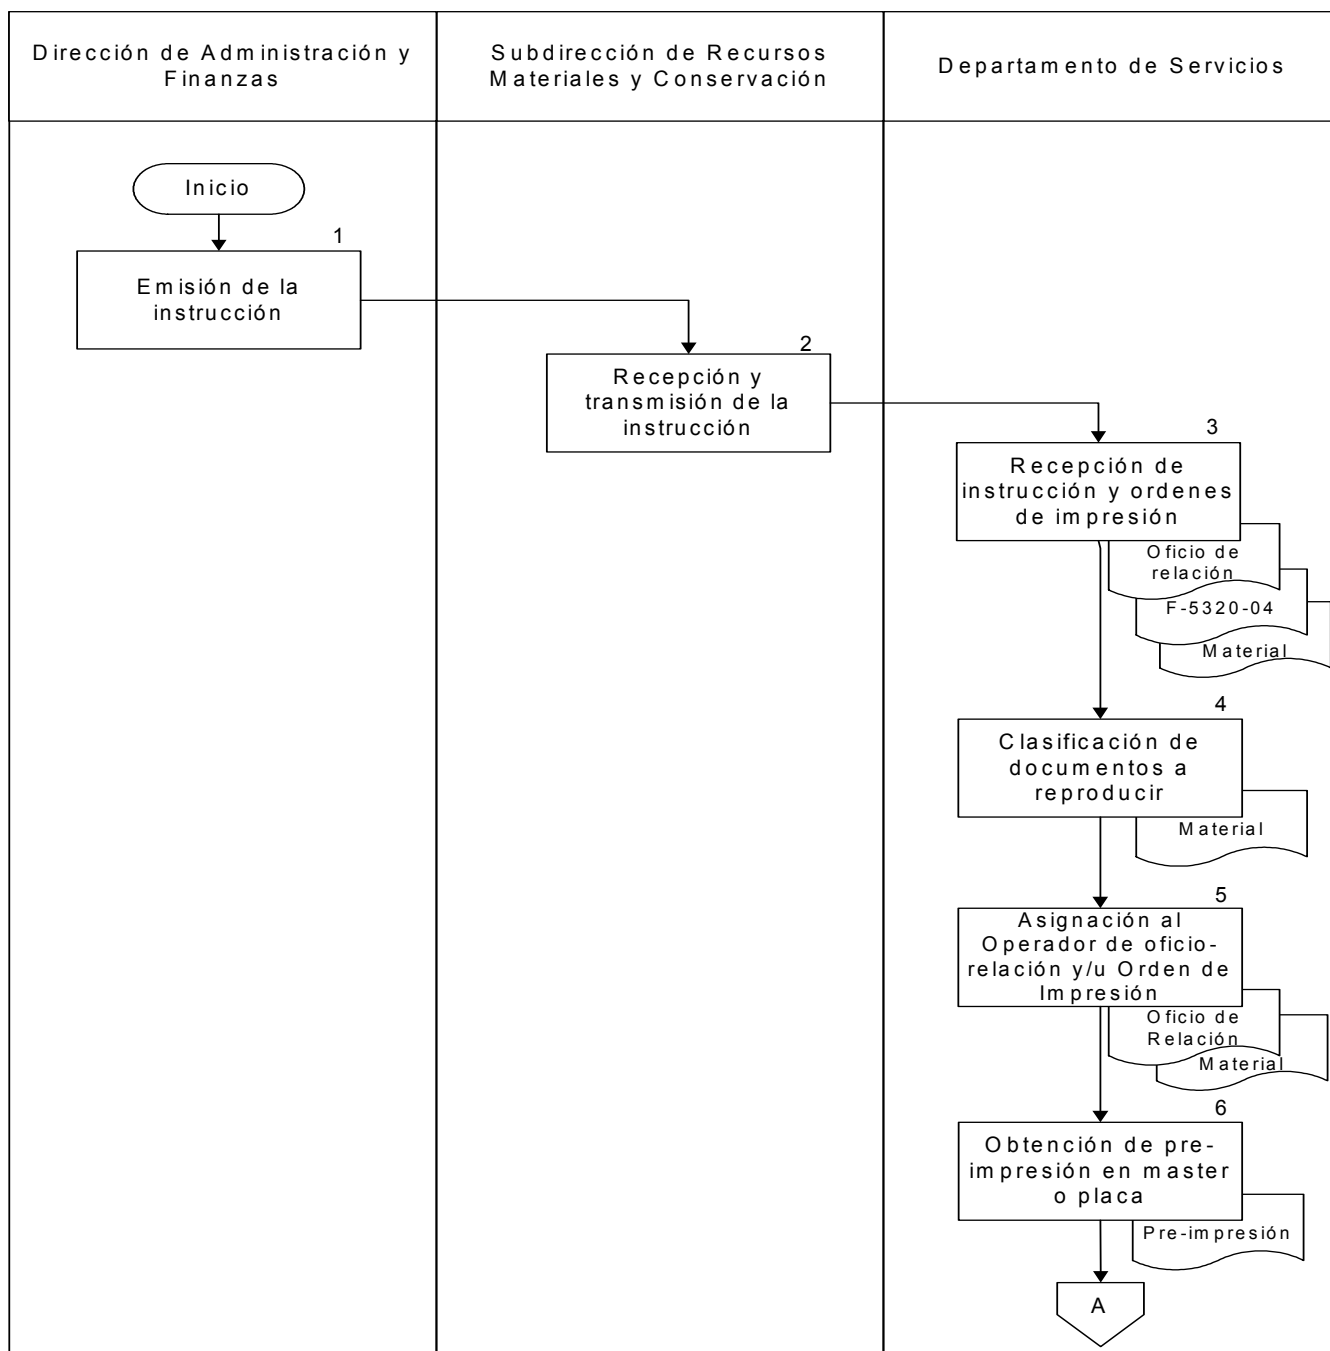 Dirección de Administración y
Finanzas
Subdirección de Recursos
Materiales y Conservación
Departamento de Servicios
Inicio
1
Emisión de la
instrucción
2
Recepción y
transmisión de la
instrucción
3
Recepción de
instrucción y ordenes
de impresión
Oficio de
relación
F-5320-04
Material
4
Clasificación de
documentos a
reproducir
Material
5
Asignación al
Operador de oficio-
relación y/u Orden de
Impresión
Oficio de
Relación
Material
6
Obtención de pre-
impresión en master
o placa
Pre-impresión
A